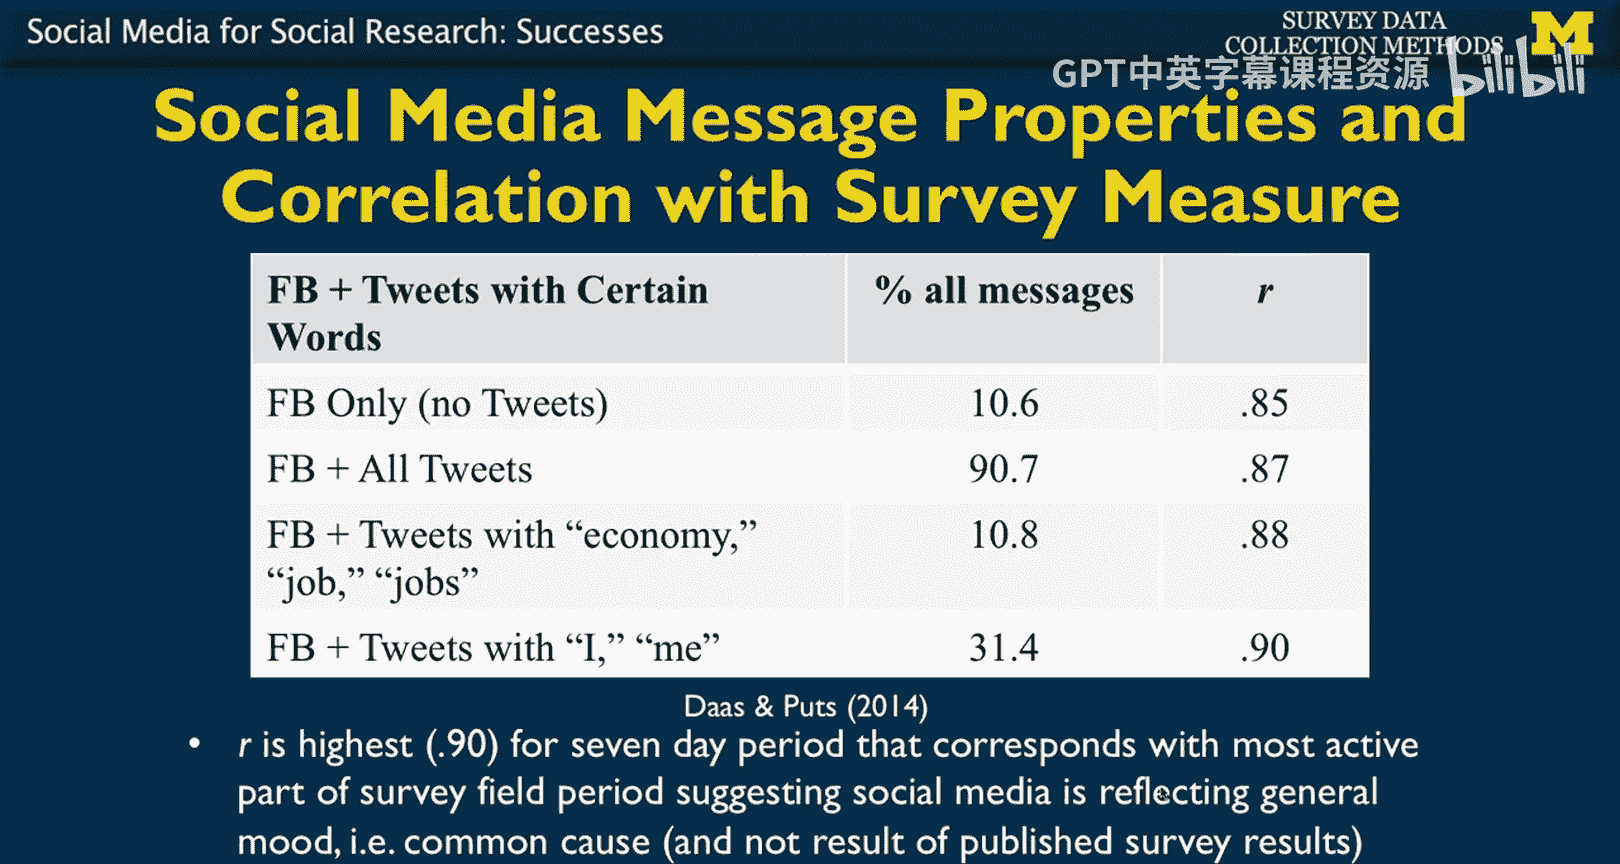 Social Media for Social Research: Successes
SURVEY DATA
COLLECTION METHODS
M
GPT中英字幕课程资源
bilibili
Social Media Message Properties and
Correlation with Survey Measure
FB + Tweets with Certain % all messages r
Words
FB Only (no Tweets) 10.6 .85
FB + All Tweets 90.7 .87
FB + Tweets with “economy,” 10.8 .88
“job,” “jobs”
FB + Tweets with “I,” “me” 31.4 .90
Daas & Puts (2014)
• r is highest (.90) for seven day period that corresponds with most active
part of survey field period suggesting social media is reflecting general
mood, i.e. common cause (and not result of published survey results)